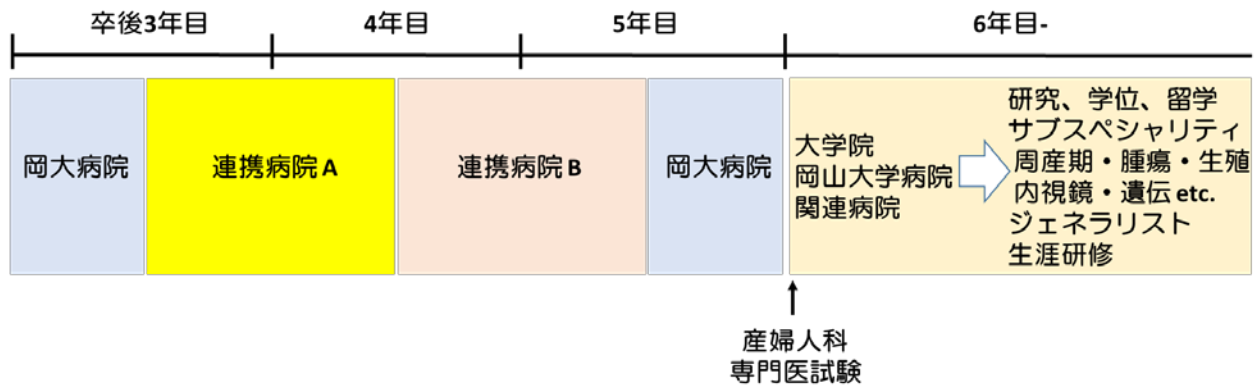 卒後3年目
4年目
5年目
6年目-
岡大病院
連携病院 A
連携病院 B
岡大病院
大学院
岡山大学病院
関連病院
研究、学位、留学
サブスペシャリティ
周産期・腫瘍・生殖
内視鏡・遺伝 etc.
ジェネラリスト
生涯研修
産婦人科
専門医試験